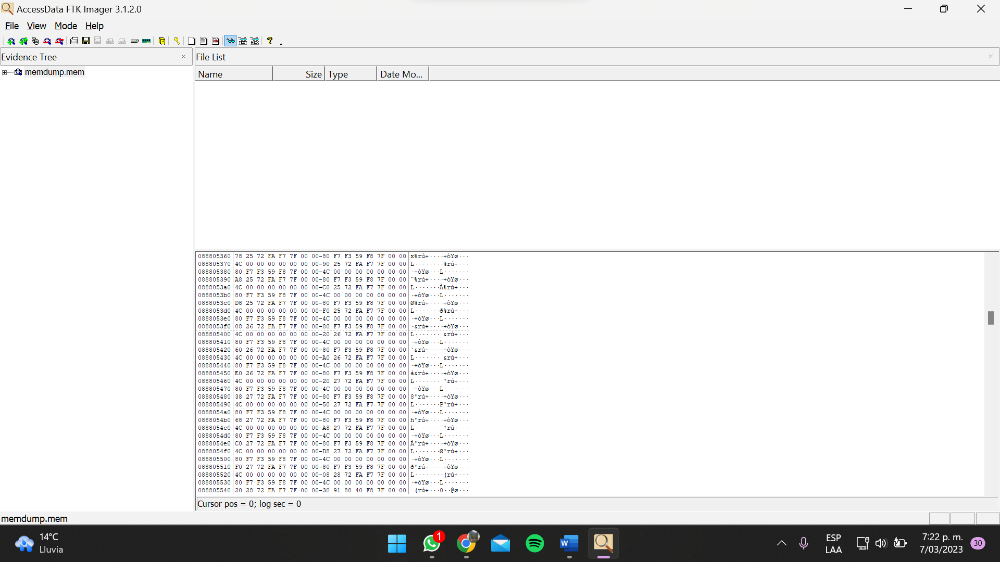 AccessData FTK Imager 3.1.2.0
File View Mode Help
Evidence Tree
memdump.mem
File List
Name Size Type Date Mo...
088805360 78 25 72 FA F7 7F 00 00-80 F7 F3 59 F8 7F 00 00 x%rú÷····÷óYø···
088805370 4C 00 00 00 00 00 00 00-90 25 72 FA F7 7F 00 00 L········%rú÷···
088805380 80 F7 F3 59 F8 7F 00 00-4C 00 00 00 00 00 00 00 ·÷óYø···L·······
088805390 A8 25 72 FA F7 7F 00 00-80 F7 F3 59 F8 7F 00 00 ¨%rú÷····÷óYø···
0888053a0 4C 00 00 00 00 00 00 00-C0 25 72 FA F7 7F 00 00 L·······À%rú÷···
0888053b0 80 F7 F3 59 F8 7F 00 00-4C 00 00 00 00 00 00 00 ·÷óYø···L·······
0888053c0 D8 25 72 FA F7 7F 00 00-80 F7 F3 59 F8 7F 00 00 Ø%rú÷····÷óYø···
0888053d0 4C 00 00 00 00 00 00 00-F0 25 72 FA F7 7F 00 00 L·······ð%rú÷···
0888053e0 80 F7 F3 59 F8 7F 00 00-4C 00 00 00 00 00 00 00 ·÷óYø···L·······
0888053f0 08 26 72 FA F7 7F 00 00-80 F7 F3 59 F8 7F 00 00 ·&rú÷····÷óYø···
088805400 4C 00 00 00 00 00 00 00-20 26 72 FA F7 7F 00 00 L······· &rú÷···
088805410 80 F7 F3 59 F8 7F 00 00-4C 00 00 00 00 00 00 00 ·÷óYø···L·······
088805420 60 26 72 FA F7 7F 00 00-80 F7 F3 59 F8 7F 00 00 `&rú÷····÷óYø···
088805430 4C 00 00 00 00 00 00 00-A0 26 72 FA F7 7F 00 00 L······· &rú÷···
088805440 80 F7 F3 59 F8 7F 00 00-4C 00 00 00 00 00 00 00 ·÷óYø···L·······
088805450 E0 26 72 FA F7 7F 00 00-80 F7 F3 59 F8 7F 00 00 à&rú÷····÷óYø···
088805460 4C 00 00 00 00 00 00 00-20 27 72 FA F7 7F 00 00 L······· 'rú÷···
088805470 80 F7 F3 59 F8 7F 00 00-4C 00 00 00 00 00 00 00 ·÷óYø···L·······
088805480 38 27 72 FA F7 7F 00 00-80 F7 F3 59 F8 7F 00 00 8'rú÷····÷óYø···
088805490 4C 00 00 00 00 00 00 00-50 27 72 FA F7 7F 00 00 L·······P'rú÷···
0888054a0 80 F7 F3 59 F8 7F 00 00-4C 00 00 00 00 00 00 00 ·÷óYø···L·······
0888054b0 68 27 72 FA F7 7F 00 00-80 F7 F3 59 F8 7F 00 00 h'rú÷····÷óYø···
0888054c0 4C 00 00 00 00 00 00 00-A8 27 72 FA F7 7F 00 00 L·······¨'rú÷···
0888054d0 80 F7 F3 59 F8 7F 00 00-4C 00 00 00 00 00 00 00 ·÷óYø···L·······
0888054e0 C0 27 72 FA F7 7F 00 00-80 F7 F3 59 F8 7F 00 00 À'rú÷····÷óYø···
0888054f0 4C 00 00 00 00 00 00 00-D8 27 72 FA F7 7F 00 00 L·······Ø'rú÷···
088805500 80 F7 F3 59 F8 7F 00 00-4C 00 00 00 00 00 00 00 ·÷óYø···L·······
088805510 F0 27 72 FA F7 7F 00 00-80 F7 F3 59 F8 7F 00 00 ð'rú÷····÷óYø···
088805520 4C 00 00 00 00 00 00 00-08 28 72 FA F7 7F 00 00 L········(rú÷···
088805530 80 F7 F3 59 F8 7F 00 00-4C 00 00 00 00 00 00 00 ·÷óYø···L·······
088805540 20 28 72 FA F7 7F 00 00-30 91 80 40 F8 7F 00 00 (rú÷···0··@ø···
Cursor pos = 0; log sec = 0
memdump.mem
14°C
Lluvia
1
ESP
LAA
7:22 p. m.
7/03/2023
30